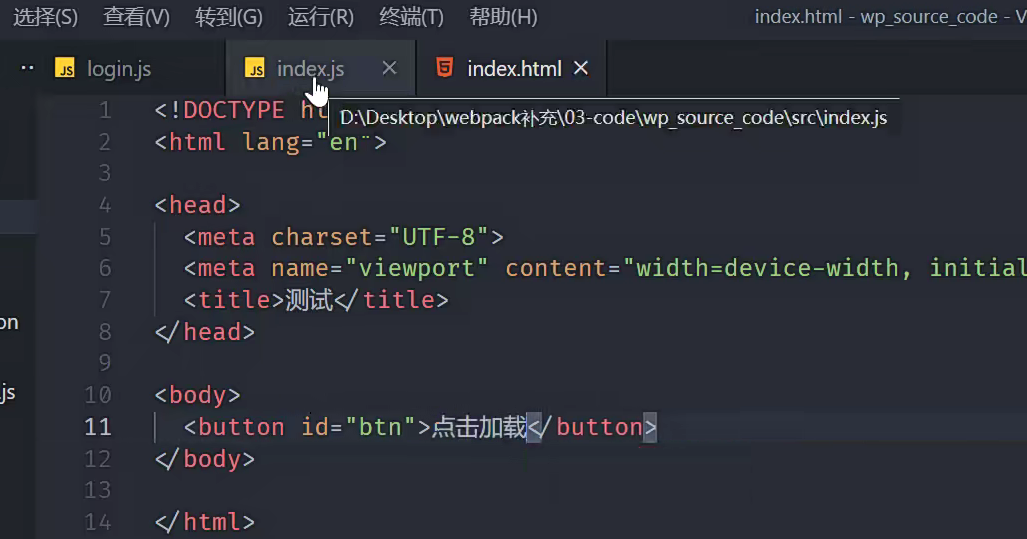 选择(S) 查看(V) 转到(G) 运行(R) 终端(T) 帮助(H) index.html - wp_source_code - V
·· JS login.js JS index.js × index.html ×
D:\Desktop\webpack补充\03-code\wp_source_code\src\index.js
1 <!DOCTYPE ht
2 <html lang="en">
3
4 <head>
5 <meta charset="UTF-8">
6 <meta name="viewport" content="width=device-width, initial
7 <title>测试</title>
8 </head>
9
10 <body>
11 <button id="btn">点击加载</button>
12 </body>
13
14 </html>
on
js